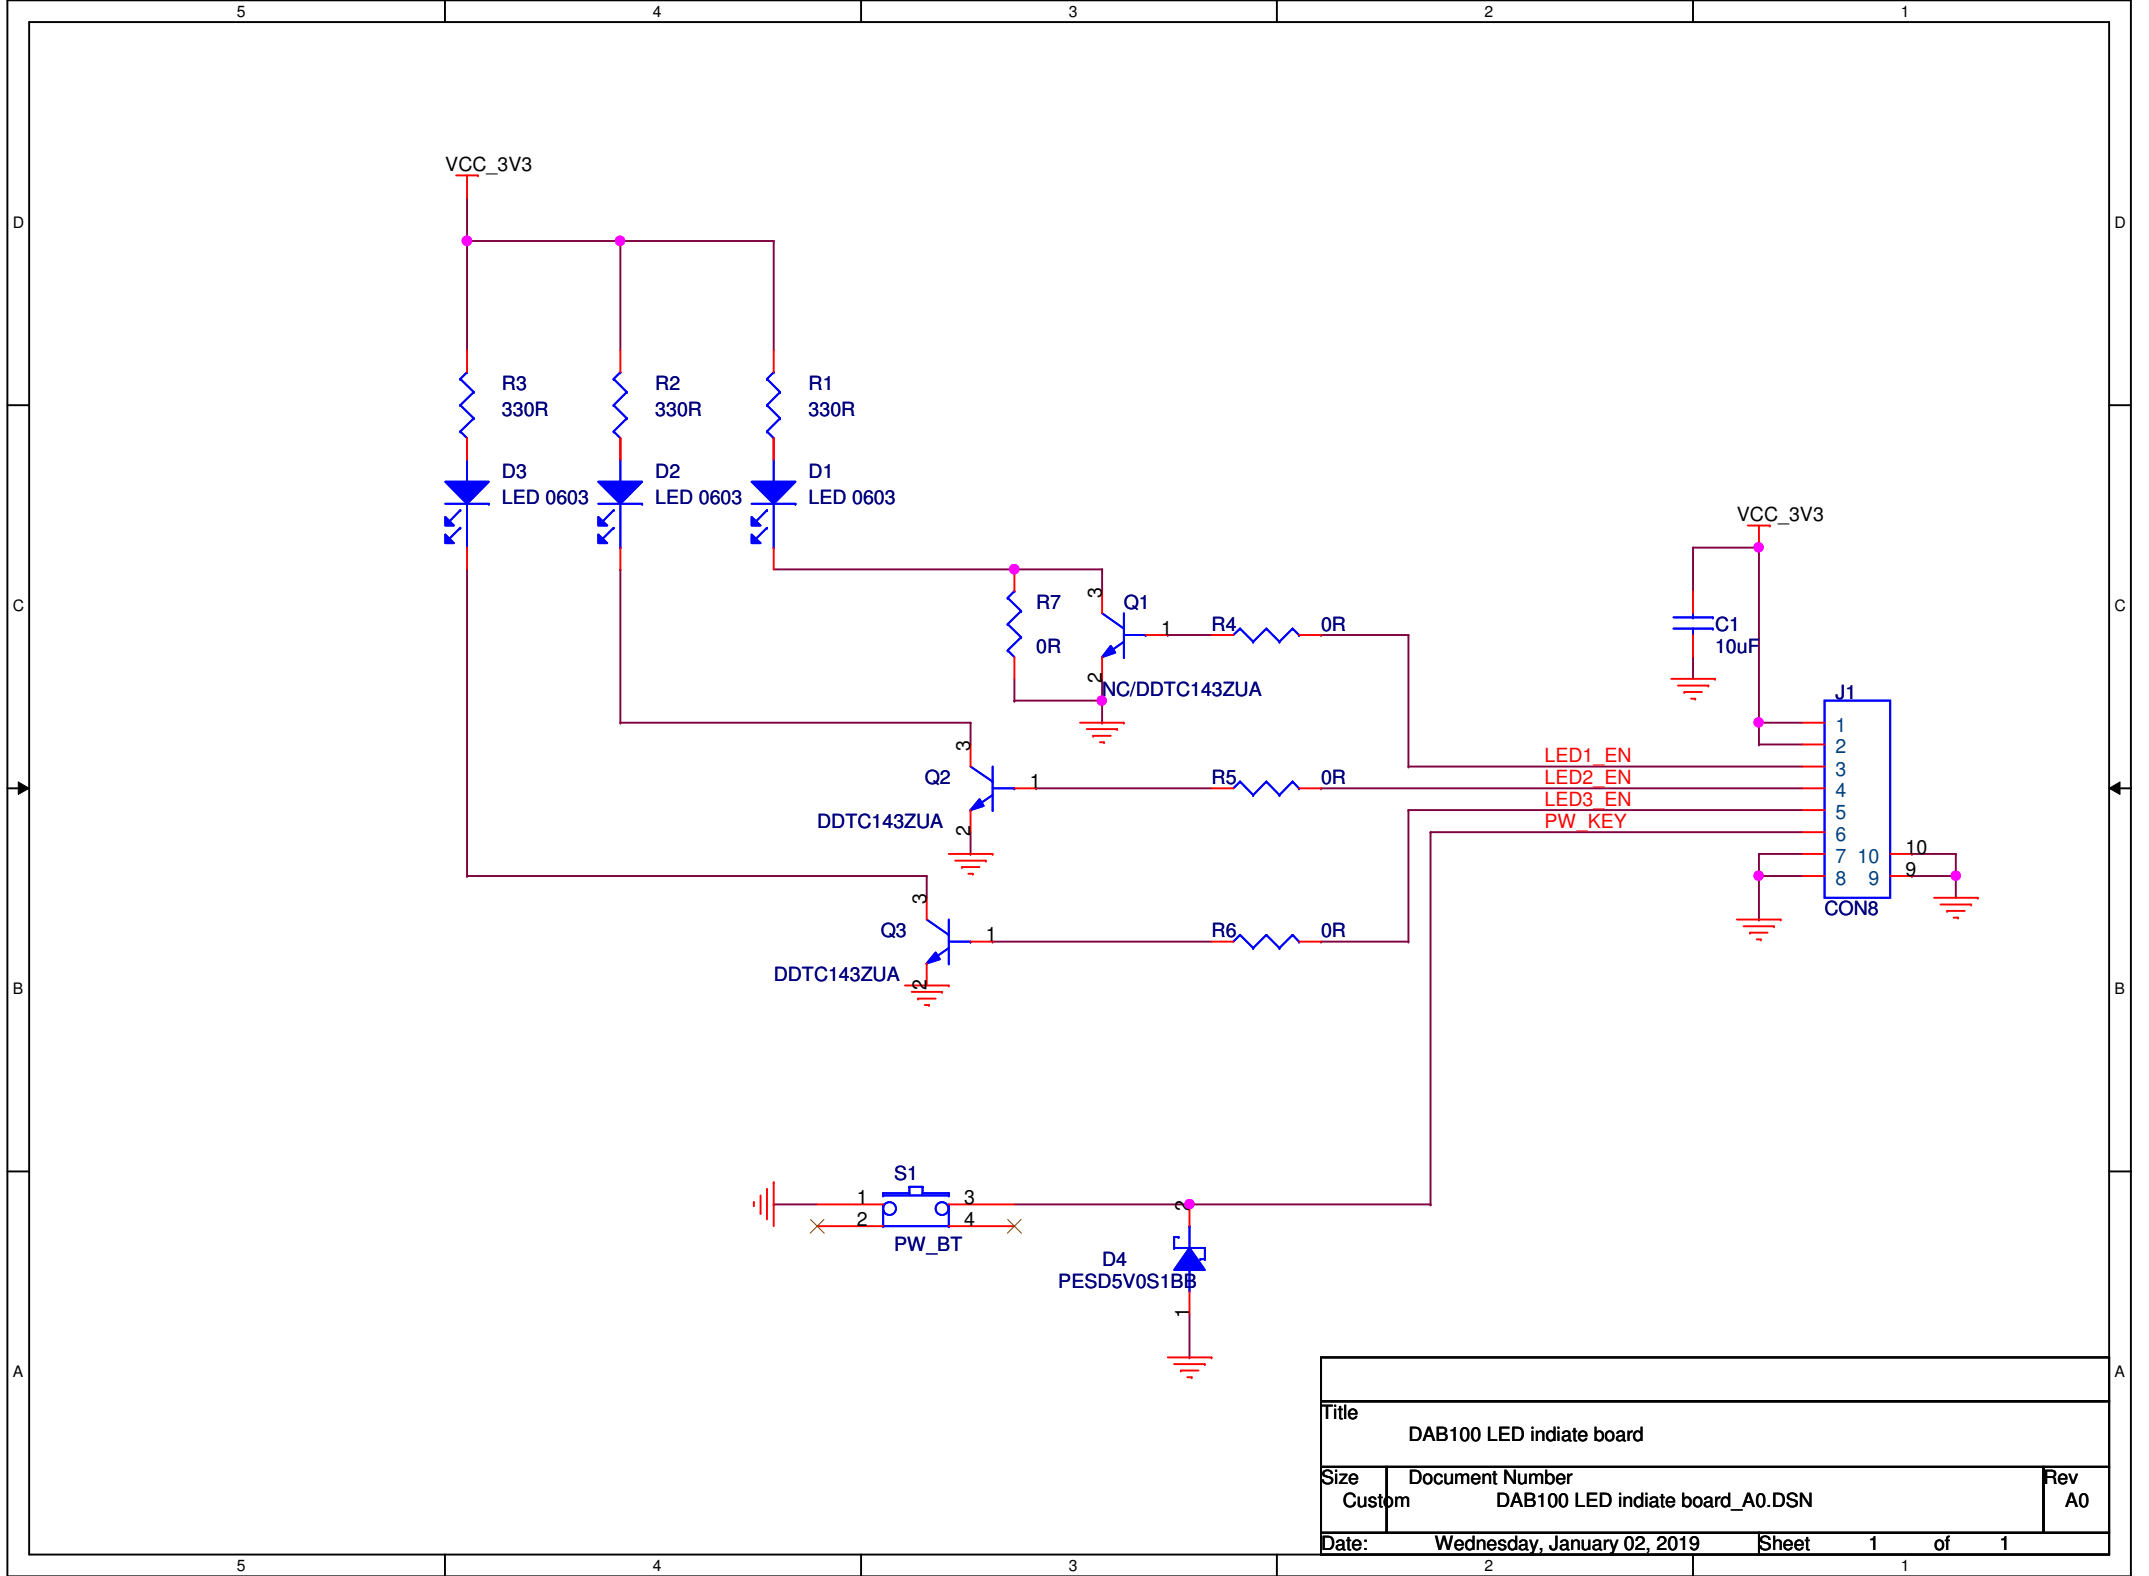 5 4 3 2 1
VCC_3V3
D D
R3 R2 R1
330R 330R 330R
D3 D2 D1
LED 0603 LED 0603 LED 0603
VCC_3V3
C C
R7
0R
3 Q1
1 R4 0R
2
NC/DDTC143ZUA
C1
10uF
J1
1
2
LED1_EN 3
LED2_EN 4
LED3_EN 5
PW_KEY 6
7 10 10
8 9 9
CON8
3
Q2 1 R5 0R
DDTC143ZUA
2
3
Q3 1 R6 0R
DDTC143ZUA
2
B B
S1
1 3
2 4
PW_BT
2
D4
PESD5V0S1BB
1
A A
Title
DAB100 LED indiate board
Size Document Number Rev
Custom DAB100 LED indiate board_A0.DSN A0
Date: Wednesday, January 02, 2019 Sheet 1 of 1
5 4 3 2 1